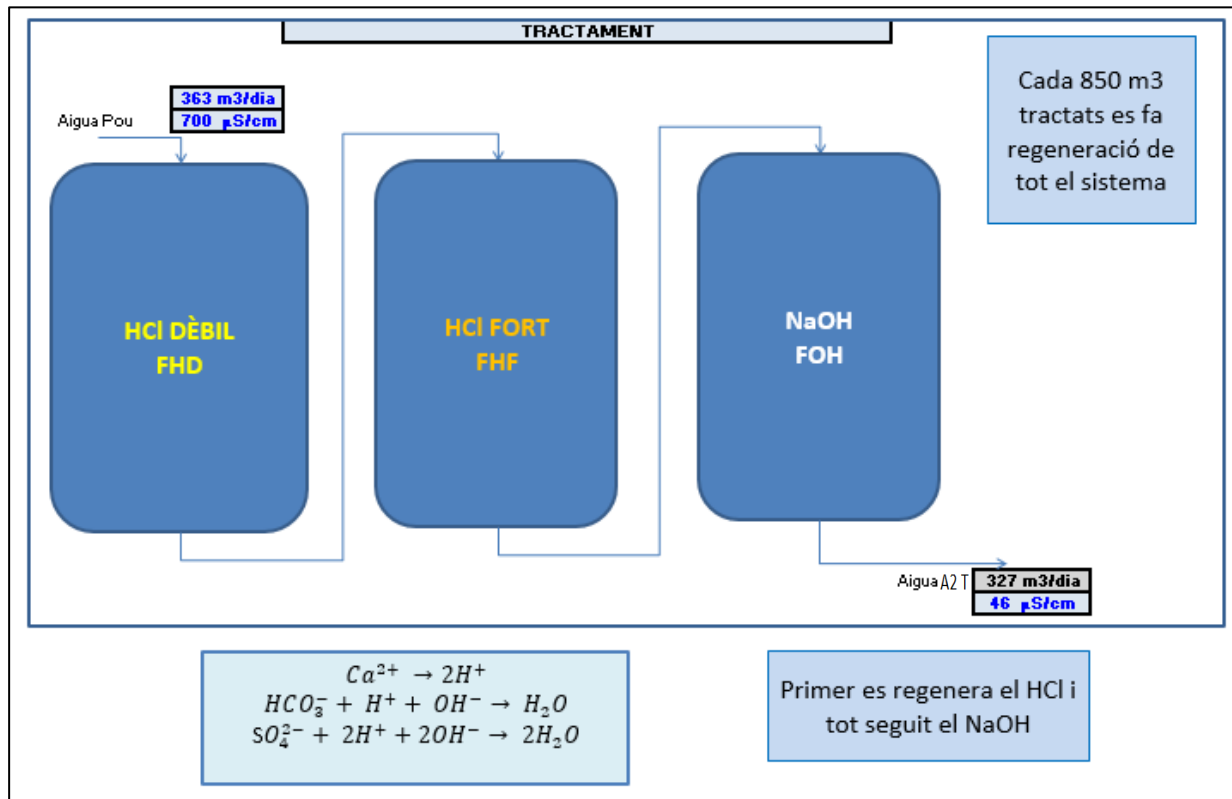 TRACTAMENT
Cada 850 m3
tractats es fa
regeneració de
tot el sistema
363 m3/dia
700 µS/cm
Aigua Pou
HCl DÈBIL
FHD
HCl FORT
FHF
NaOH
FOH
Aigua A2 T
327 m3/dia
46 µS/cm
Ca²⁺ → 2H⁺
HCO₃⁻ + H⁺ + OH⁻ → H₂O
SO₄²⁻ + 2H⁺ + 2OH⁻ → 2H₂O
Primer es regenera el HCl i
tot seguit el NaOH